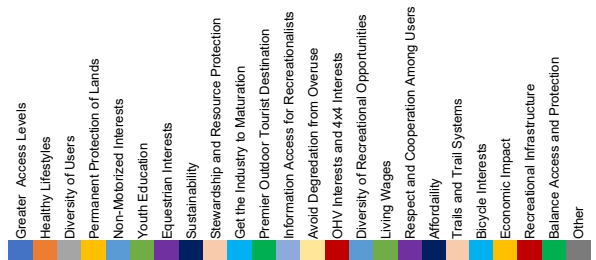 Greater  Access Levels
Healthy Lifestyles
Diversity of Users
Permanent Protection of Lands
Non-Motorized Interests
Youth Education
Equestrian Interests
Sustainability
Stewardship and Resource Protection
Get the Industry to Maturation
Premier Outdoor Tourist Destination
Information Access for Recreationalists
Avoid Degredation from Overuse
OHV Interests and 4x4 Interests
Diversity of Recreational Opportunities
Living Wages
Respect and Cooperation Among Users
Affordaility
Trails and Trail Systems
Bicycle Interests
Economic Impact
Recreational Infrastructure
Balance Access and Protection
Other